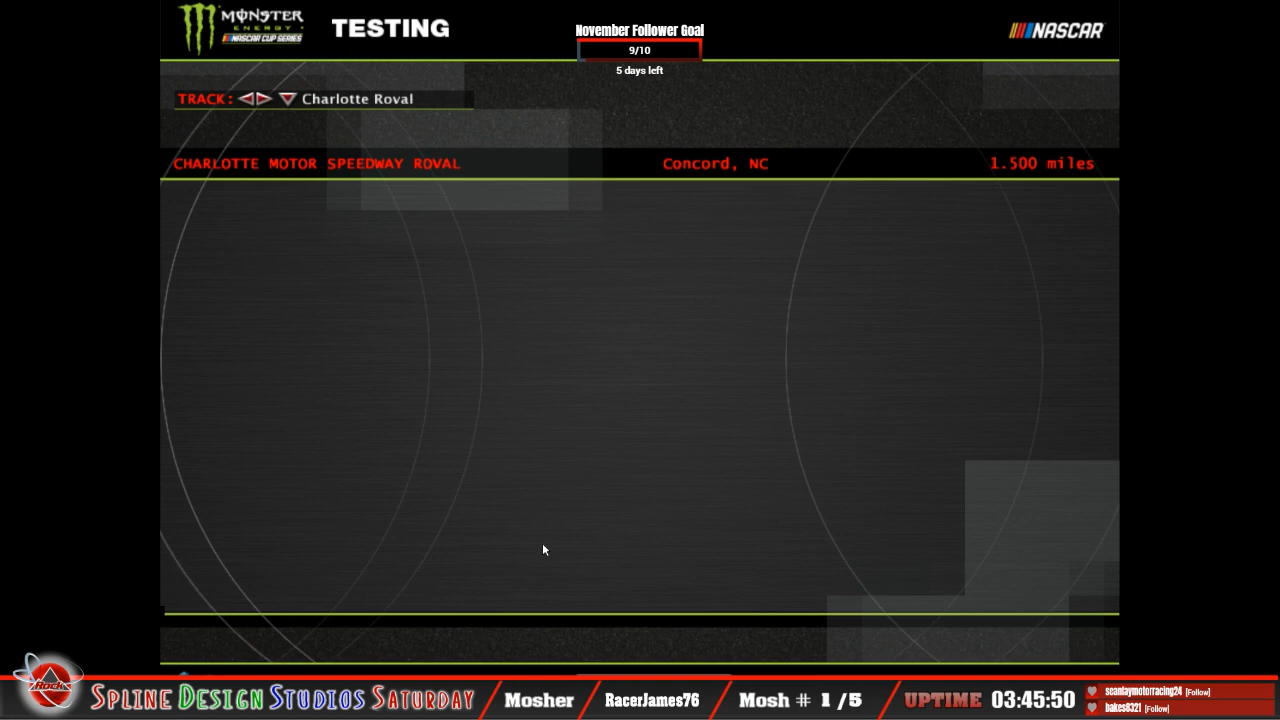 MONSTER
ENERGY
NASCAR CUP SERIES
TESTING
November Follower Goal
9/10
5 days left
NASCAR
TRACK: Charlotte Roval
CHARLOTTE MOTOR SPEEDWAY ROVAL Concord, NC 1.500 miles
Rock
SPLINE DESIGN STUDIOS SATURDAY
Mosher
RacerJames76
Mosh # 1 /5
UPTIME 03:45:50
seanlaymotorracing24 [Follow]
bakes8321 [Follow]